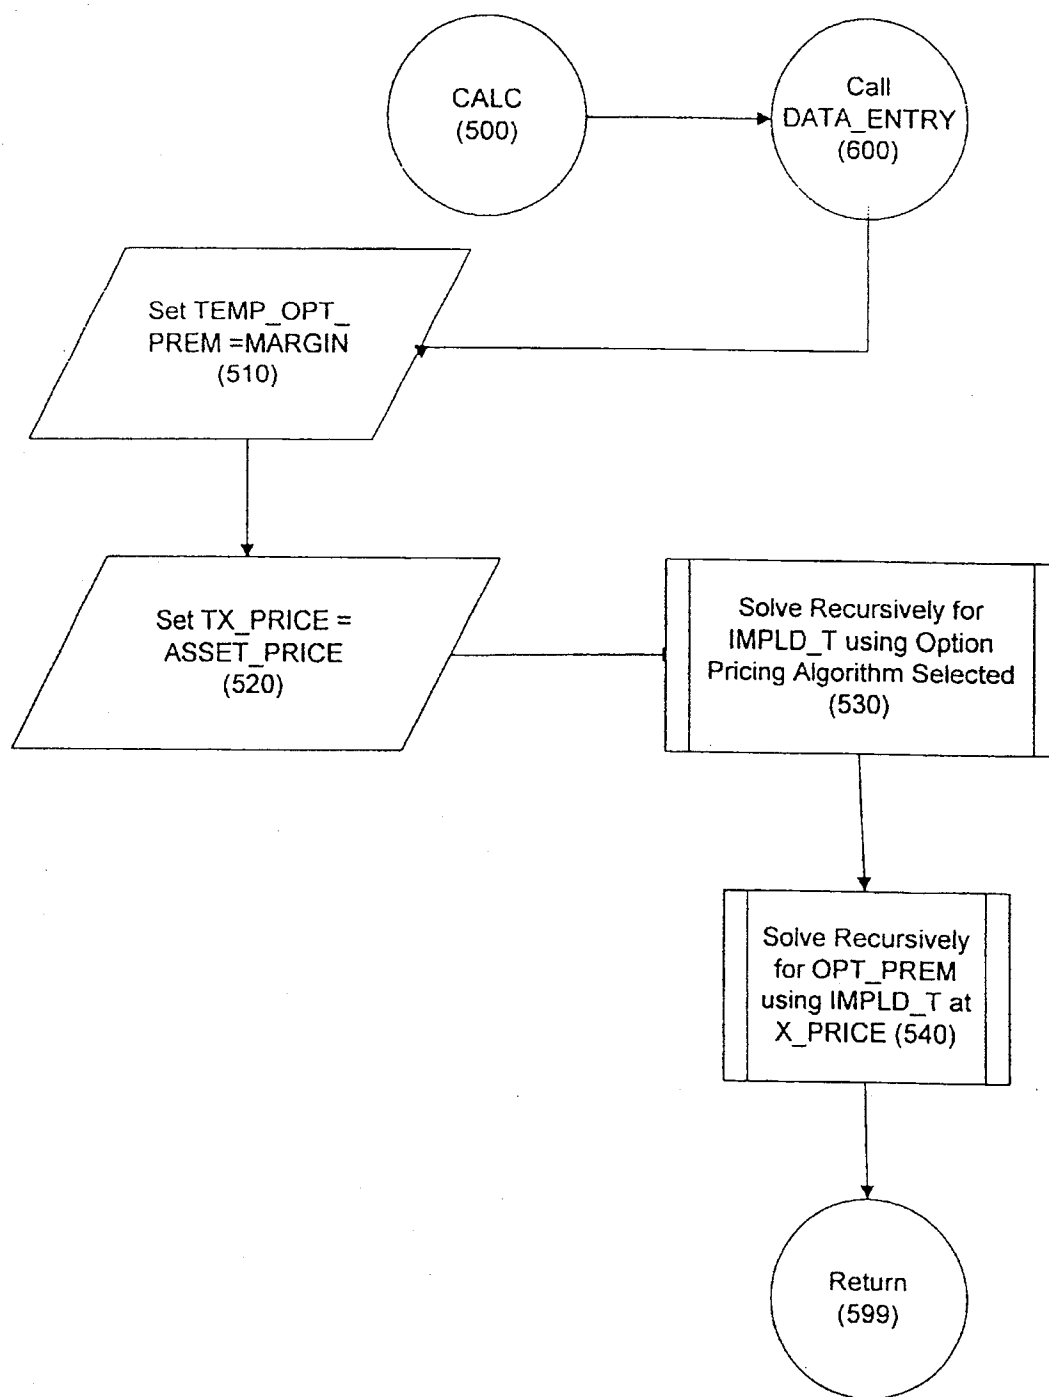 CALC
(500)
Call
DATA_ENTRY
(600)
Set TEMP_OPT_
PREM =MARGIN
(510)
Set TX_PRICE =
ASSET_PRICE
(520)
Solve Recursively for
IMPLD_T using Option
Pricing Algorithm Selected
(530)
Solve Recursively
for OPT_PREM
using IMPLD_T at
X_PRICE (540)
Return
(599)